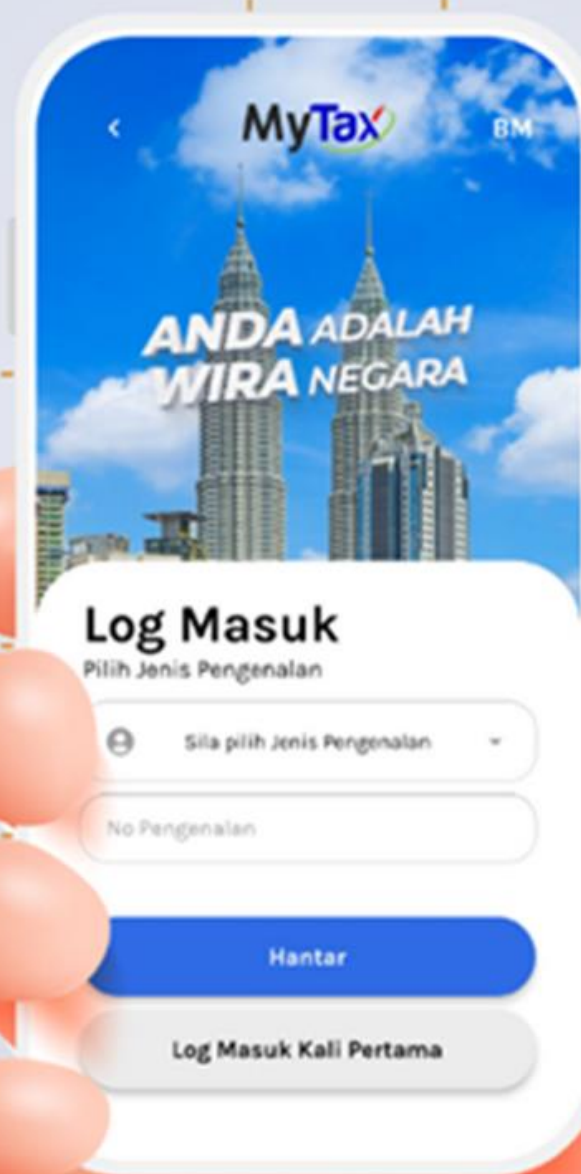 MyTax
BM
ANDA ADALAH
WIRA NEGARA
Log Masuk
Pilih Jenis Pengenalan
Sila pilih Jenis Pengenalan
No Pengenalan
Hantar
Log Masuk Kali Pertama